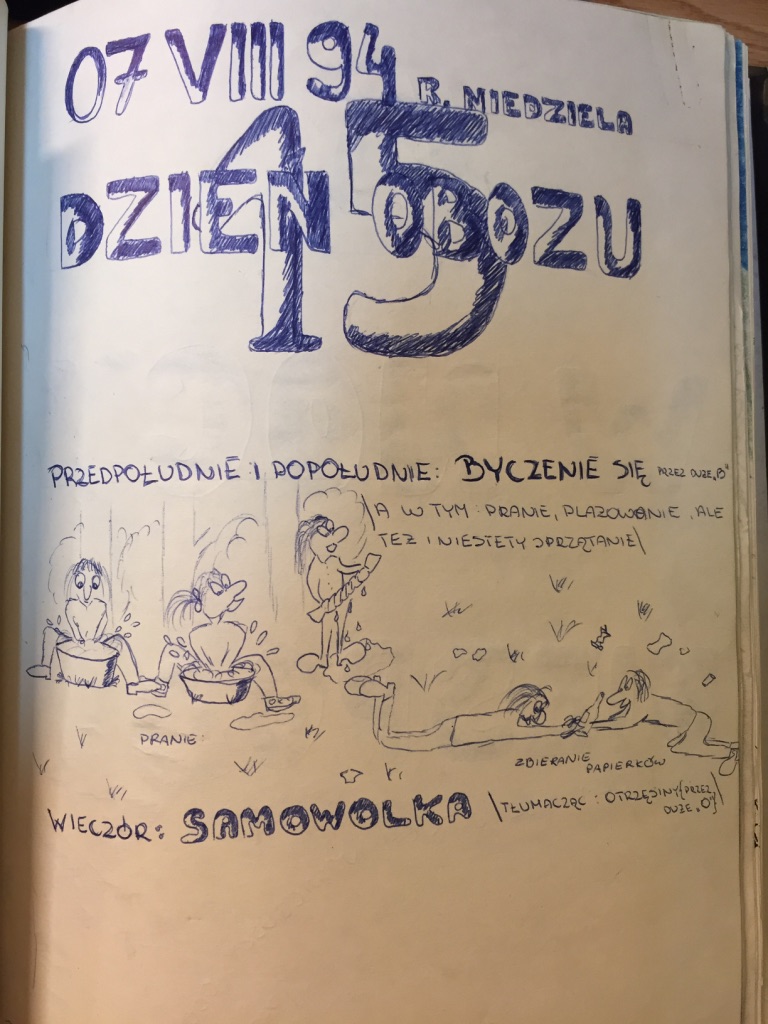 07 VIII 94 R. NIEDZIELA
15
DZIEŃ OBOZU
PRZEDPOŁUDNIE I POPOŁUDNIE: BYCZENIE SIĘ PRZEZ DUŻE „B"
\A W TYM: PRANIE, PLAŻOWANIE, ALE
TEŻ I NIESTETY SPRZĄTANIE\
PRANIE
ZBIERANIE PAPIERKÓW
WIECZÓR: SAMOWOLKA \TŁUMACZĄC: OTRZĘSINY{PRZEZ DUŻE „O"}\